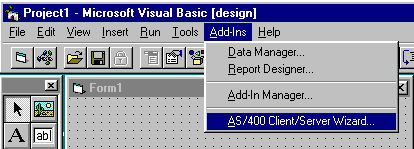 Project1 - Microsoft Visual Basic [design]
File Edit View Insert Run Tools Add-Ins Help
Data Manager...
Report Designer...
Form1
Add-In Manager...
A ab
AS/400 Client/Server Wizard...